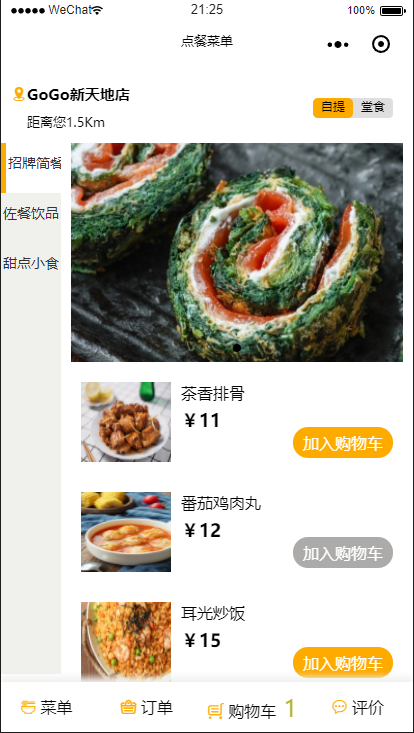 WeChat 21:25 100%
点餐菜单
GoGo新天地店
自提 堂食
距离您1.5Km
招牌简餐
佐餐饮品
甜点小食
茶香排骨
￥11
加入购物车
番茄鸡肉丸
￥12
加入购物车
耳光炒饭
￥15
加入购物车
菜单 订单 购物车 1 评价